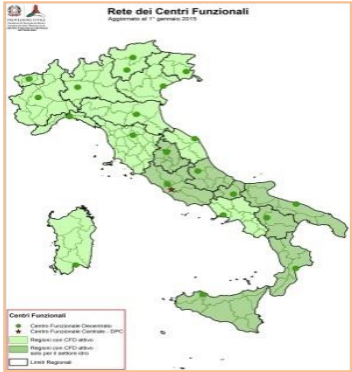 Rete dei Centri Funzionali
Aggiornato al 1° gennaio 2015
Centri Funzionali
Centro Funzionale Decentrato
Centro Funzionale Centrale - DPC
Regioni con CFD attivo
Regioni con CFD attivo
solo per il settore idro
Limiti Regionali